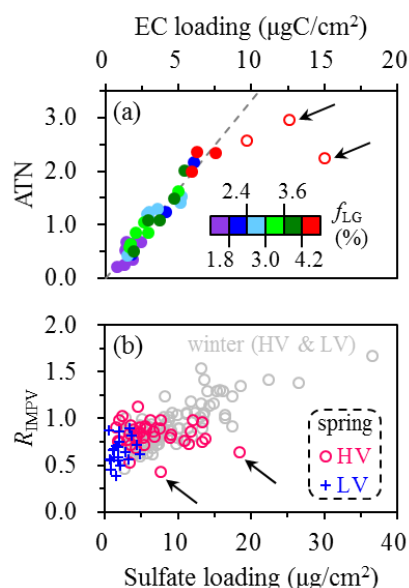 EC loading (μgC/cm²)
0 5 10 15 20
(a)
ATN
3.0
2.0
1.0
0.0
2.4 3.6
f_LG
(%)
1.8 3.0 4.2
(b)
winter (HV & LV)
R_IMPV
2.0
1.5
1.0
0.5
0.0
spring
HV
LV
0 10 20 30 40
Sulfate loading (μg/cm²)